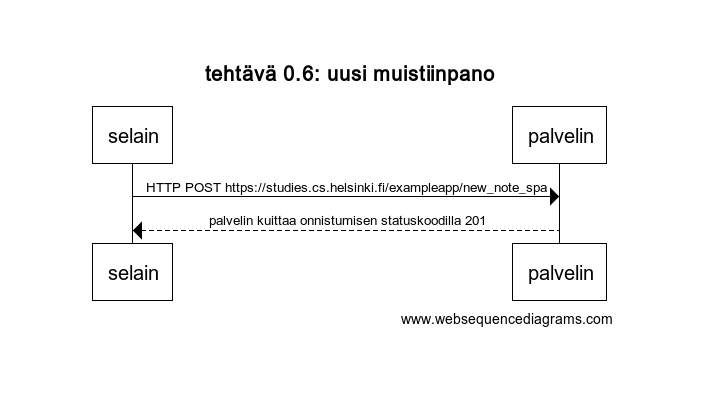 tehtävä 0.6: uusi muistiinpano
selain
palvelin
HTTP POST https://studies.cs.helsinki.fi/exampleapp/new_note_spa
palvelin kuittaa onnistumisen statuskoodilla 201
selain
palvelin
www.websequencediagrams.com